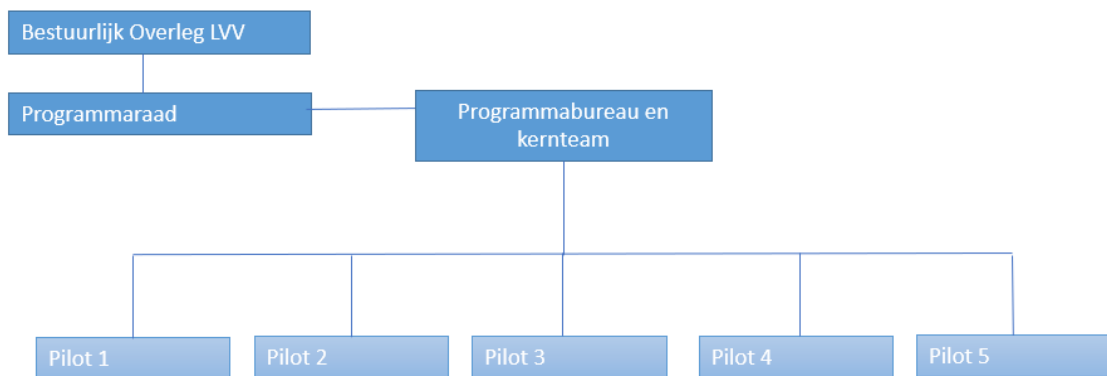 Bestuurlijk Overleg LVV
Programmaraad
Programmabureau en
kernteam
Pilot 1
Pilot 2
Pilot 3
Pilot 4
Pilot 5